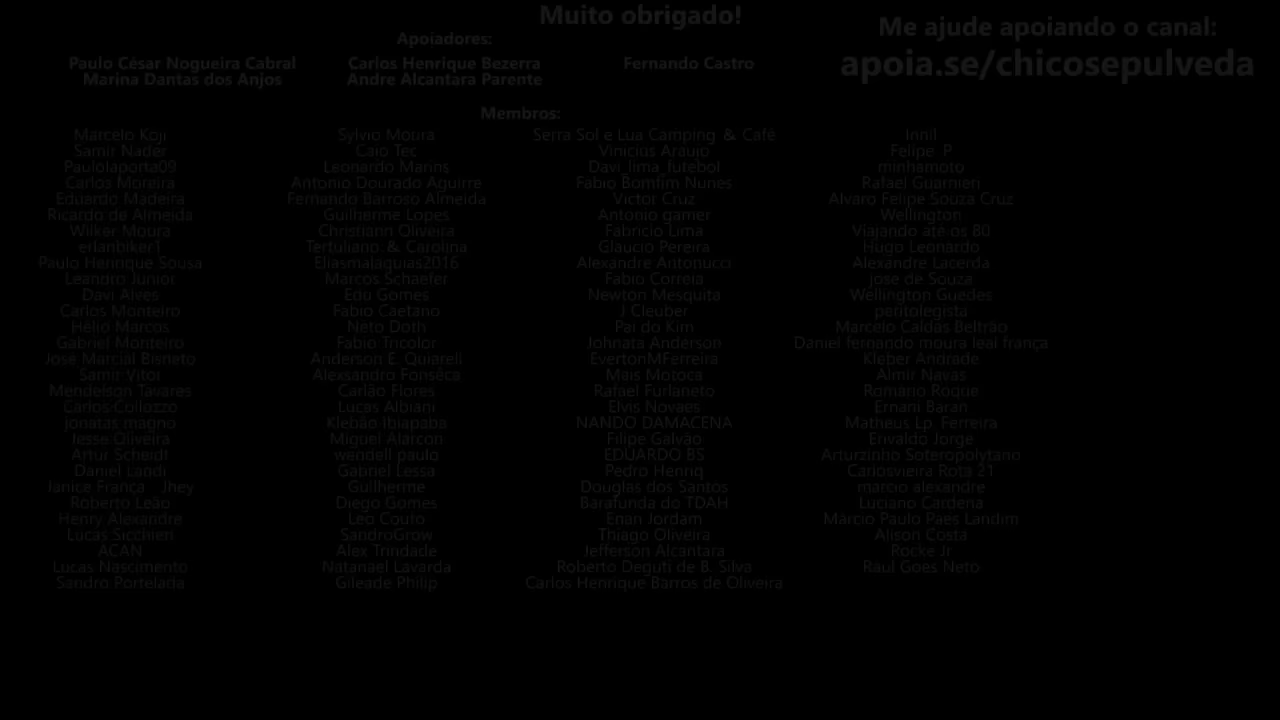 Muito obrigado!
Me ajude apoiando o canal:
apoia.se/chicosepulveda
Apoiadores:
Paulo César Nogueira Cabral
Marina Dantas dos Anjos
Carlos Henrique Bezerra
Andre Alcantara Parente
Fernando Castro
Membros:
Marcelo Koji
Samir Nader
Paulolaporta09
Carlos Moreira
Eduardo Madeira
Ricardo de Almeida
Wilker Moura
erlanbiker1
Paulo Henrique Sousa
Leandro Junior
Davi Alves
Carlos Monteiro
Hélio Marcos
Gabriel Monteiro
José Marcial Bisneto
Samir Vitor
Mendelson Tavares
Carlos Collozzo
jonatas magno
Jesse Oliveira
Artur Scheidt
Daniel Landi
Janice França _ Jhey
Roberto Leão
Henry Alexandre
Lucas Sicchieri
ACAN
Lucas Nascimento
Sandro Portelada
Sylvio Moura
Caio Tec
Leonardo Marins
Antonio Dourado Aguirre
Fernando Barroso Almeida
Guilherme Lopes
Christiann Oliveira
Tertuliano & Carolina
Eliasmalaquias2016
Marcos Schaefer
Edu Gomes
Fabio Caetano
Neto Doth
Fabio Tricolor
Anderson E. Quiareli
Alexsandro Fonsêca
Carlão Flores
Lucas Albiani
Klebão Ibiapaba
Miguel Alarcon
wendell paulo
Gabriel Lessa
Guilherme
Diego Gomes
Leo Couto
SandroGrow
Alex Trindade
Natanael Lavarda
Gileade Philip
Serra Sol e Lua Camping & Café
Vinicius Araujo
Davi_lima_futebol
Fabio Bomfim Nunes
Victor Cruz
Antonio gamer
Fabricio Lima
Glaucio Pereira
Alexandre Antonucci
Fabio Correia
Newton Mesquita
J Cleuber
Pai do Kim
Johnata Anderson
EvertonMFerreira
Mais Motoca
Rafael Furlaneto
Elvis Novaes
NANDO DAMACENA
Filipe Galvão
EDUARDO BS
Pedro Henriq
Douglas dos Santos
Barafunda do TDAH
Erian Jordam
Thiago Oliveira
Jefferson Alcantara
Roberto Deguti de B. Silva
Carlos Henrique Barros de Oliveira
Felipe_P
minhamoto
Rafael Guarnieri
Alvaro Felipe Souza Cruz
Wellington
Viajando até os 80
Hugo Leonardo
Alexandre Lacerda
jose de Souza
Wellington Guedes
patitolegista
Marcelo Caldas Beltrão
Daniel fernando moura leal frança
Kleber Andrade
Almir Navas
Romário Roque
Ernani Baran
Matheus Lp_Ferreira
Erivaldo Jorge
Arturzinho Soteropolytano
Carlosvieira Rota 21
marcio alexandre
Luciano Cardena
Márcio Paulo Paes Landim
Alison Costa
Rocke Jr
Raul Goes Neto